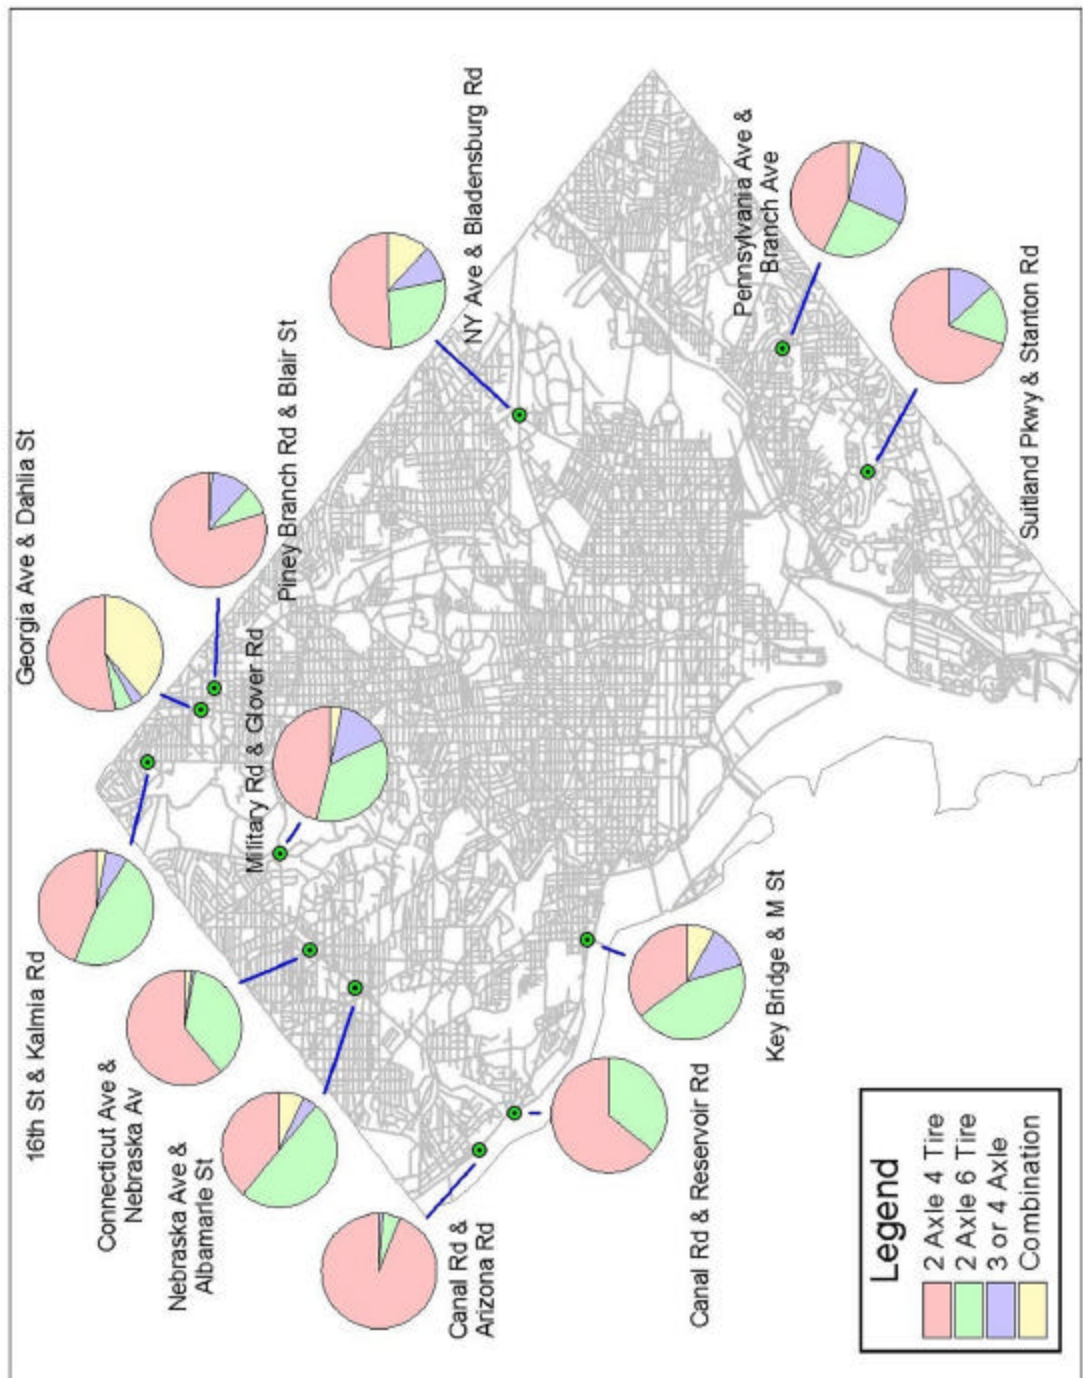 16th St & Kalmia Rd
Georgia Ave & Dahlia St
Connecticut Ave &
Nebraska Av
Piney Branch Rd & Blair St
Nebraska Ave &
Albamarle St
Military Rd & Glover Rd
NY Ave & Bladensburg Rd
Canal Rd &
Arizona Rd
Canal Rd & Reservoir Rd
Key Bridge & M St
Pennsylvania Ave &
Branch Ave
Suitland Pkwy & Stanton Rd
Legend
2 Axle 4 Tire
2 Axle 6 Tire
3 or 4 Axle
Combination